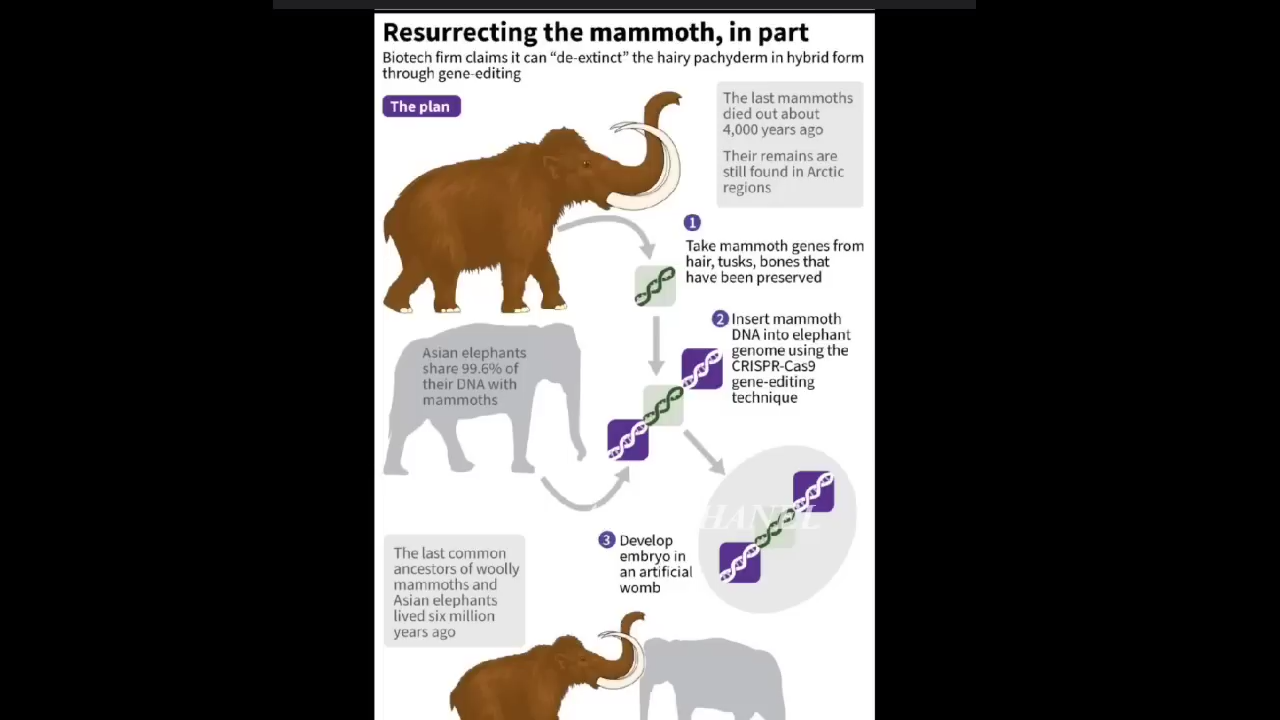 Resurrecting the mammoth, in part
Biotech firm claims it can “de-extinct” the hairy pachyderm in hybrid form
through gene-editing
The plan
The last mammoths
died out about
4,000 years ago
Their remains are
still found in Arctic
regions
1
Take mammoth genes from
hair, tusks, bones that
have been preserved
2 Insert mammoth
DNA into elephant
genome using the
CRISPR-Cas9
gene-editing
technique
Asian elephants
share 99.6% of
their DNA with
mammoths
3 Develop
embryo in
an artificial
womb
The last common
ancestors of woolly
mammoths and
Asian elephants
lived six million
years ago